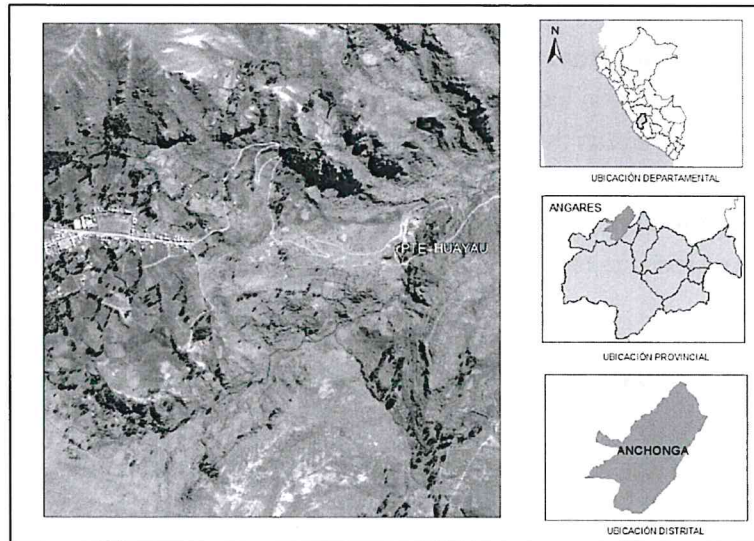 PTE-HUAYAU
N
UBICACIÓN DEPARTAMENTAL
ANGARES
UBICACIÓN PROVINCIAL
ANCHONGA
UBICACIÓN DISTRITAL